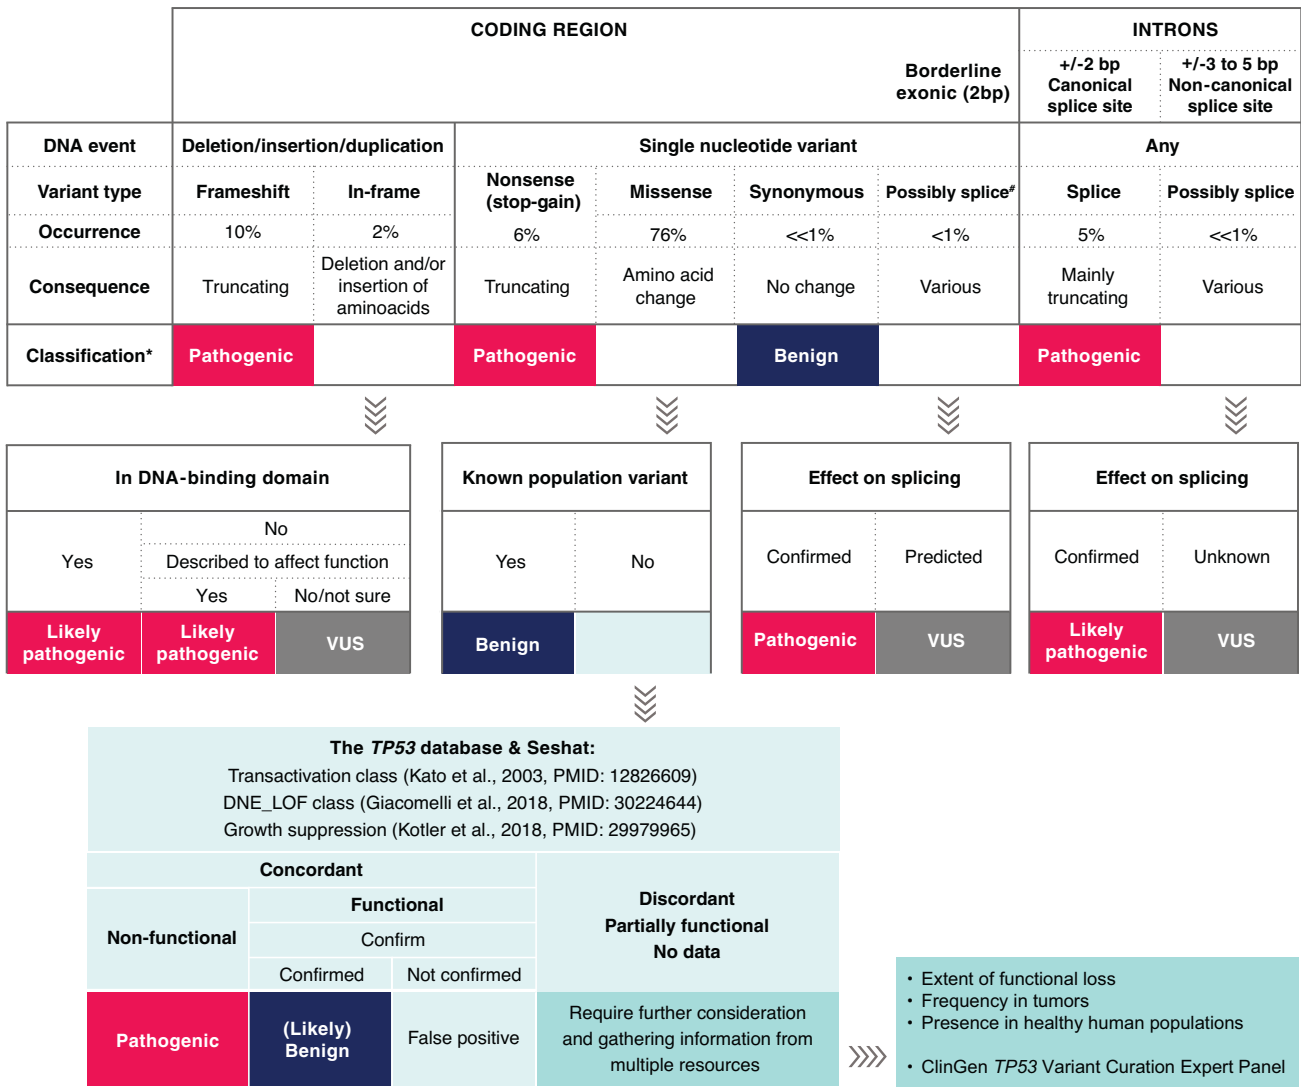 CODING REGION
INTRONS
Borderline
exonic (2bp)
+/-2 bp
Canonical
splice site
+/-3 to 5 bp
Non-canonical
splice site
DNA event
Deletion/insertion/duplication
Single nucleotide variant
Any
Variant type
Frameshift
In-frame
Nonsense
(stop-gain)
Missense
Synonymous
Possibly splice#
Splice
Possibly splice
Occurrence
10%
2%
6%
76%
<<1%
<1%
5%
<<1%
Consequence
Truncating
Deletion and/or
insertion of
aminoacids
Truncating
Amino acid
change
No change
Various
Mainly
truncating
Various
Classification*
Pathogenic
Pathogenic
Benign
Pathogenic
In DNA-binding domain
Yes
No
Described to affect function
Yes
No/not sure
Likely
pathogenic
Likely
pathogenic
VUS
Known population variant
Yes
No
Benign
Effect on splicing
Confirmed
Predicted
Pathogenic
VUS
Effect on splicing
Confirmed
Unknown
Likely
pathogenic
VUS
The TP53 database & Seshat:
Transactivation class (Kato et al., 2003, PMID: 12826609)
DNE_LOF class (Giacomelli et al., 2018, PMID: 30224644)
Growth suppression (Kotler et al., 2018, PMID: 29979965)
Concordant
Non-functional
Functional
Confirm
Confirmed
Not confirmed
Discordant
Partially functional
No data
Pathogenic
(Likely)
Benign
False positive
Require further consideration
and gathering information from
multiple resources
• Extent of functional loss
• Frequency in tumors
• Presence in healthy human populations
• ClinGen TP53 Variant Curation Expert Panel